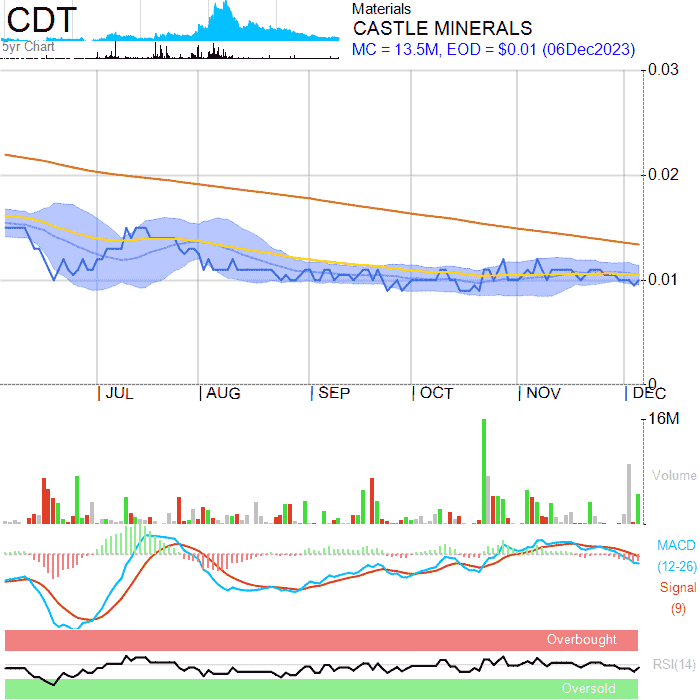 CDT
5yr Chart
Materials
CASTLE MINERALS
MC = 13.5M, EOD = $0.01 (06Dec2023)
0.03
0.02
0.01
0
JUL
AUG
SEP
OCT
NOV
DEC
16M
Volume
MACD
(12-26)
Signal
(9)
Overbought
RSI(14)
Oversold